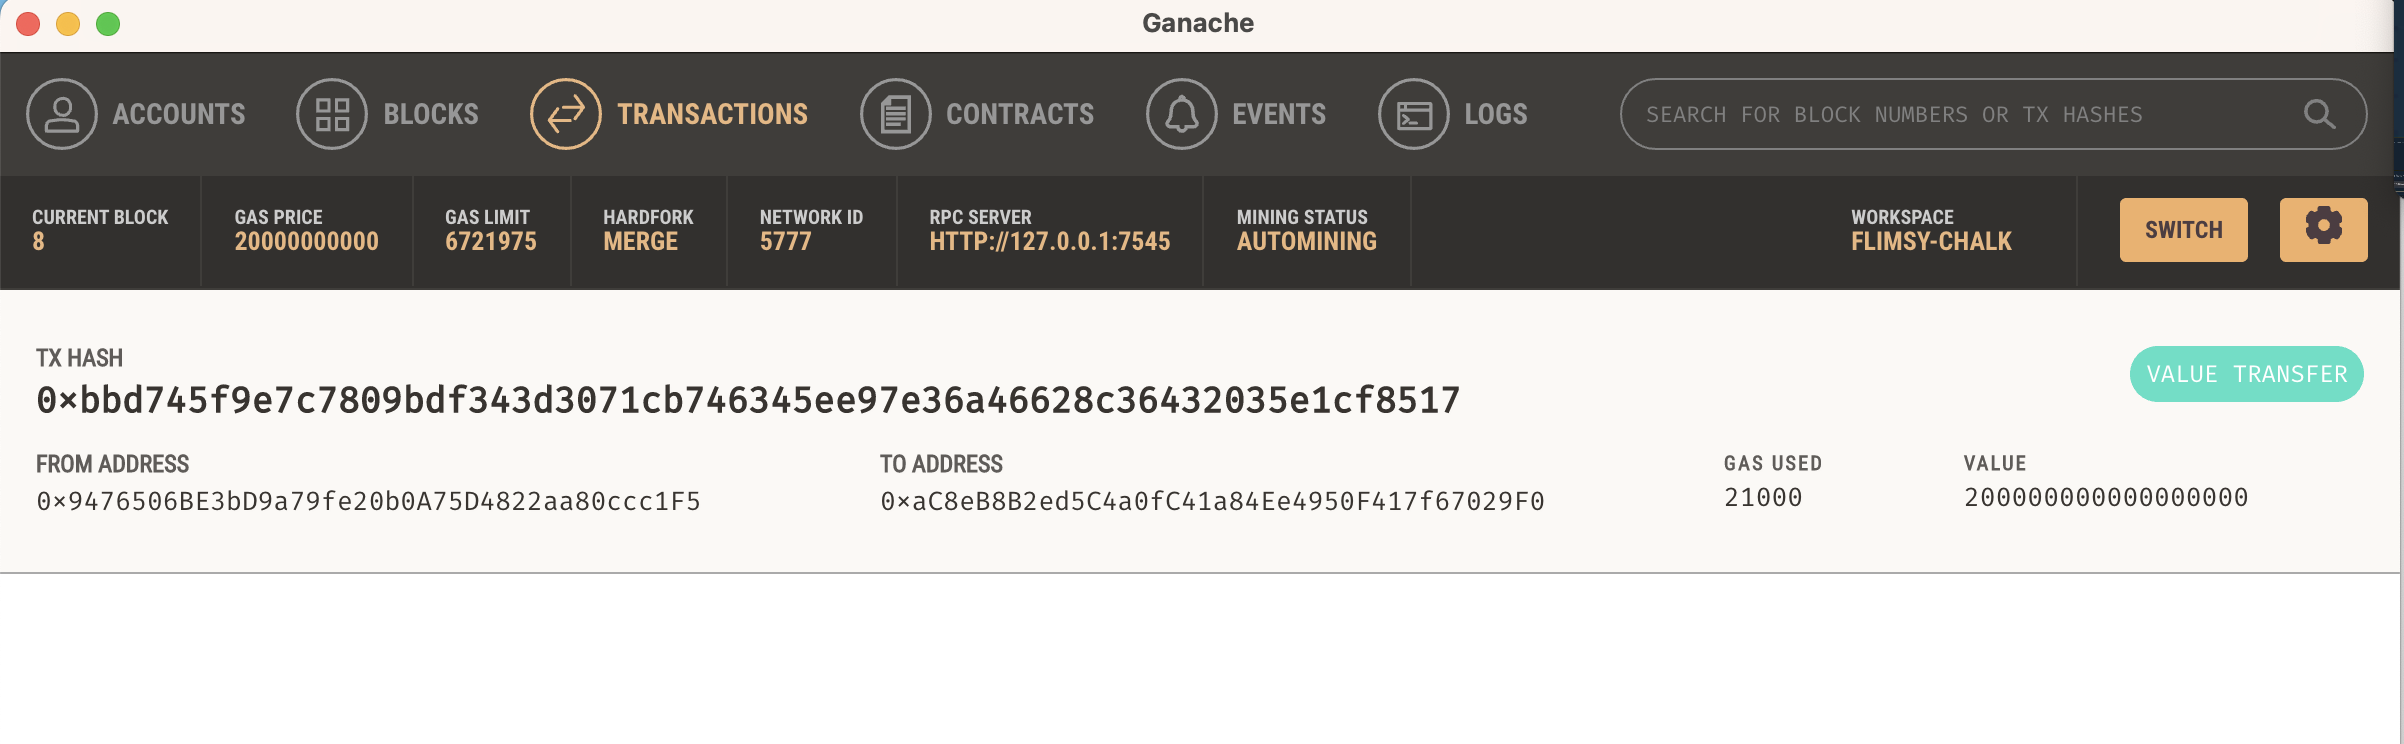 Ganache
ACCOUNTS BLOCKS TRANSACTIONS CONTRACTS EVENTS LOGS SEARCH FOR BLOCK NUMBERS OR TX HASHES
CURRENT BLOCK GAS PRICE GAS LIMIT HARDFORK NETWORK ID RPC SERVER MINING STATUS WORKSPACE
8 20000000000 6721975 MERGE 5777 HTTP://127.0.0.1:7545 AUTOMINING FLIMSY-CHALK SWITCH
TX HASH
0×bbd745f9e7c7809bdf343d3071cb746345ee97e36a46628c36432035e1cf8517 VALUE TRANSFER
FROM ADDRESS TO ADDRESS GAS USED VALUE
0×9476506BE3bD9a79fe20b0A75D4822aa80ccc1F5 0×aC8eB8B2ed5C4a0fC41a84Ee4950F417f67029F0 21000 200000000000000000